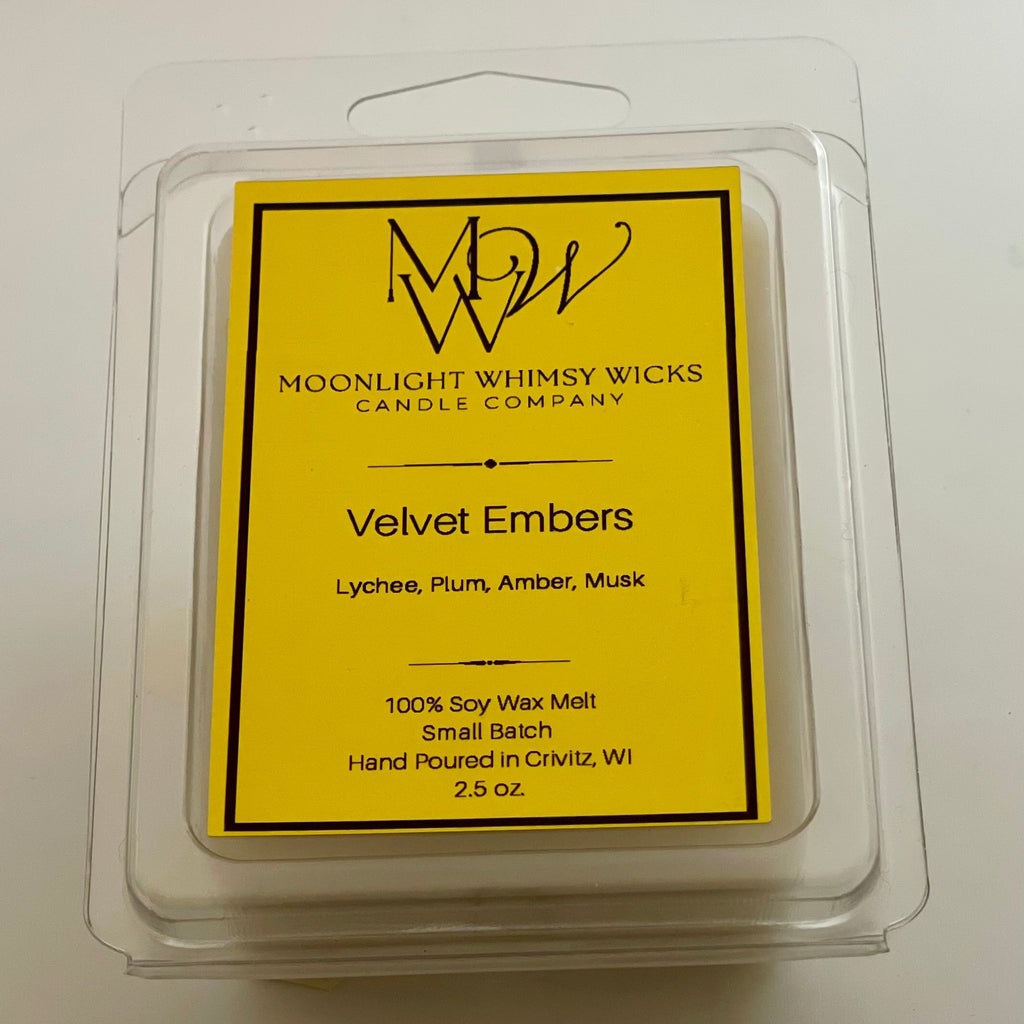 MWW
MOONLIGHT WHIMSY WICKS
CANDLE COMPANY
Velvet Embers
Lychee, Plum, Amber, Musk
100% Soy Wax Melt
Small Batch
Hand Poured in Crivitz, WI
2.5 oz.